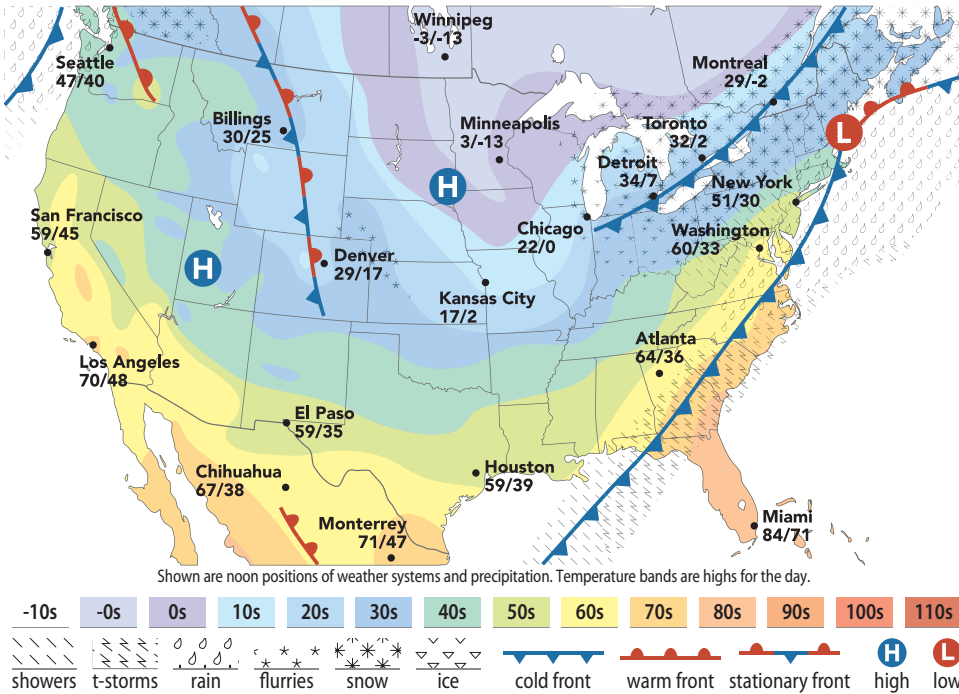 Winnipeg
-3/-13
Seattle
47/40
Montreal
29/-2
Billings
30/25
Minneapolis
3/-13
Toronto
32/2
Detroit
34/7
New York
51/30
San Francisco
59/45
H
L
Chicago
22/0
Washington
60/33
H
Denver
29/17
Kansas City
17/2
Atlanta
64/36
Los Angeles
70/48
El Paso
59/35
Chihuahua
67/38
Houston
59/39
Monterrey
71/47
Miami
84/71
Shown are noon positions of weather systems and precipitation. Temperature bands are highs for the day.
-10s -0s 0s 10s 20s 30s 40s 50s 60s 70s 80s 90s 100s 110s
H L
showers t-storms rain flurries snow ice cold front warm front stationary front high low